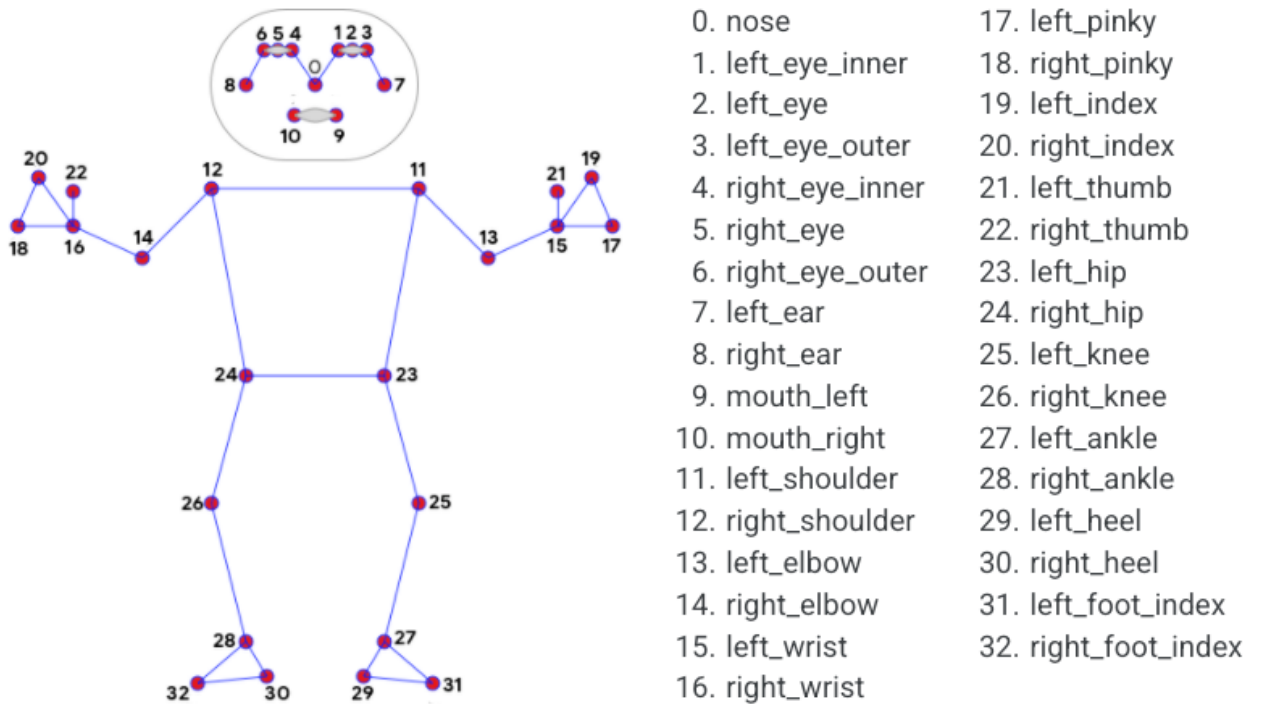 6 5 4 1 2 3
0
8 7
10 9
20 22 12 11 21 19
18 16 14 13 15 17
24 23
26 25
28 27
32 30 29 31
0. nose
1. left_eye_inner
2. left_eye
3. left_eye_outer
4. right_eye_inner
5. right_eye
6. right_eye_outer
7. left_ear
8. right_ear
9. mouth_left
10. mouth_right
11. left_shoulder
12. right_shoulder
13. left_elbow
14. right_elbow
15. left_wrist
16. right_wrist
17. left_pinky
18. right_pinky
19. left_index
20. right_index
21. left_thumb
22. right_thumb
23. left_hip
24. right_hip
25. left_knee
26. right_knee
27. left_ankle
28. right_ankle
29. left_heel
30. right_heel
31. left_foot_index
32. right_foot_index